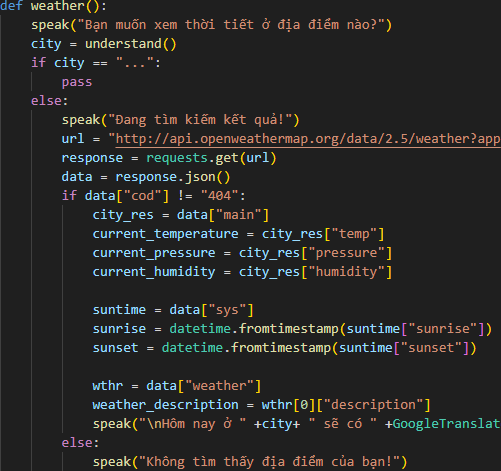 def weather():
    speak("Bạn muốn xem thời tiết ở địa điểm nào?")
    city = understand()
    if city == "...":
        pass
    else:
        speak("Đang tìm kiếm kết quả!")
        url = "http://api.openweathermap.org/data/2.5/weather?app
        response = requests.get(url)
        data = response.json()
        if data["cod"] != "404":
            city_res = data["main"]
            current_temperature = city_res["temp"]
            current_pressure = city_res["pressure"]
            current_humidity = city_res["humidity"]

            suntime = data["sys"]
            sunrise = datetime.fromtimestamp(suntime["sunrise"])
            sunset = datetime.fromtimestamp(suntime["sunset"])

            wthr = data["weather"]
            weather_description = wthr[0]["description"]
            speak("\nHôm nay ở " +city+ " sẽ có " +GoogleTranslat
        else:
            speak("Không tìm thấy địa điểm của bạn!")